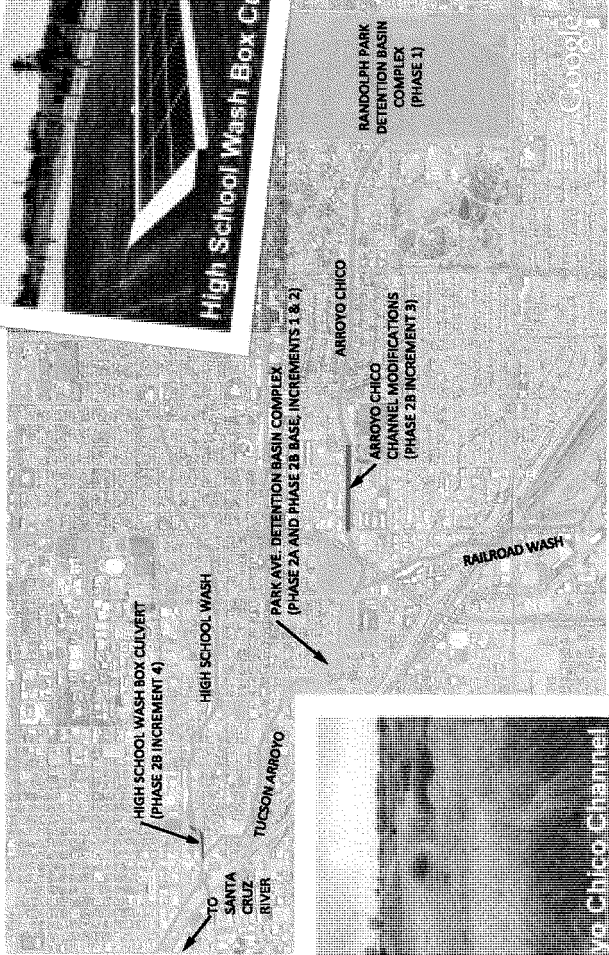 High School Wash Box
HIGH SCHOOL WASH BOX CULVERT
(PHASE 2B INCREMENT 4)
HIGH SCHOOL WASH
TO
SANTA
CRUZ
RIVER
TUCSON ARROYO
PARK AVE. DETENTION BASIN COMPLEX
(PHASE 2A AND PHASE 2B BASE, INCREMENTS 1 & 2)
ARROYO CHICO
RANDOLPH PARK
DETENTION BASIN
COMPLEX
(PHASE 1)
ARROYO CHICO
CHANNEL MODIFICATIONS
(PHASE 2B INCREMENT 3)
RAILROAD WASH
Google
Chico Channel